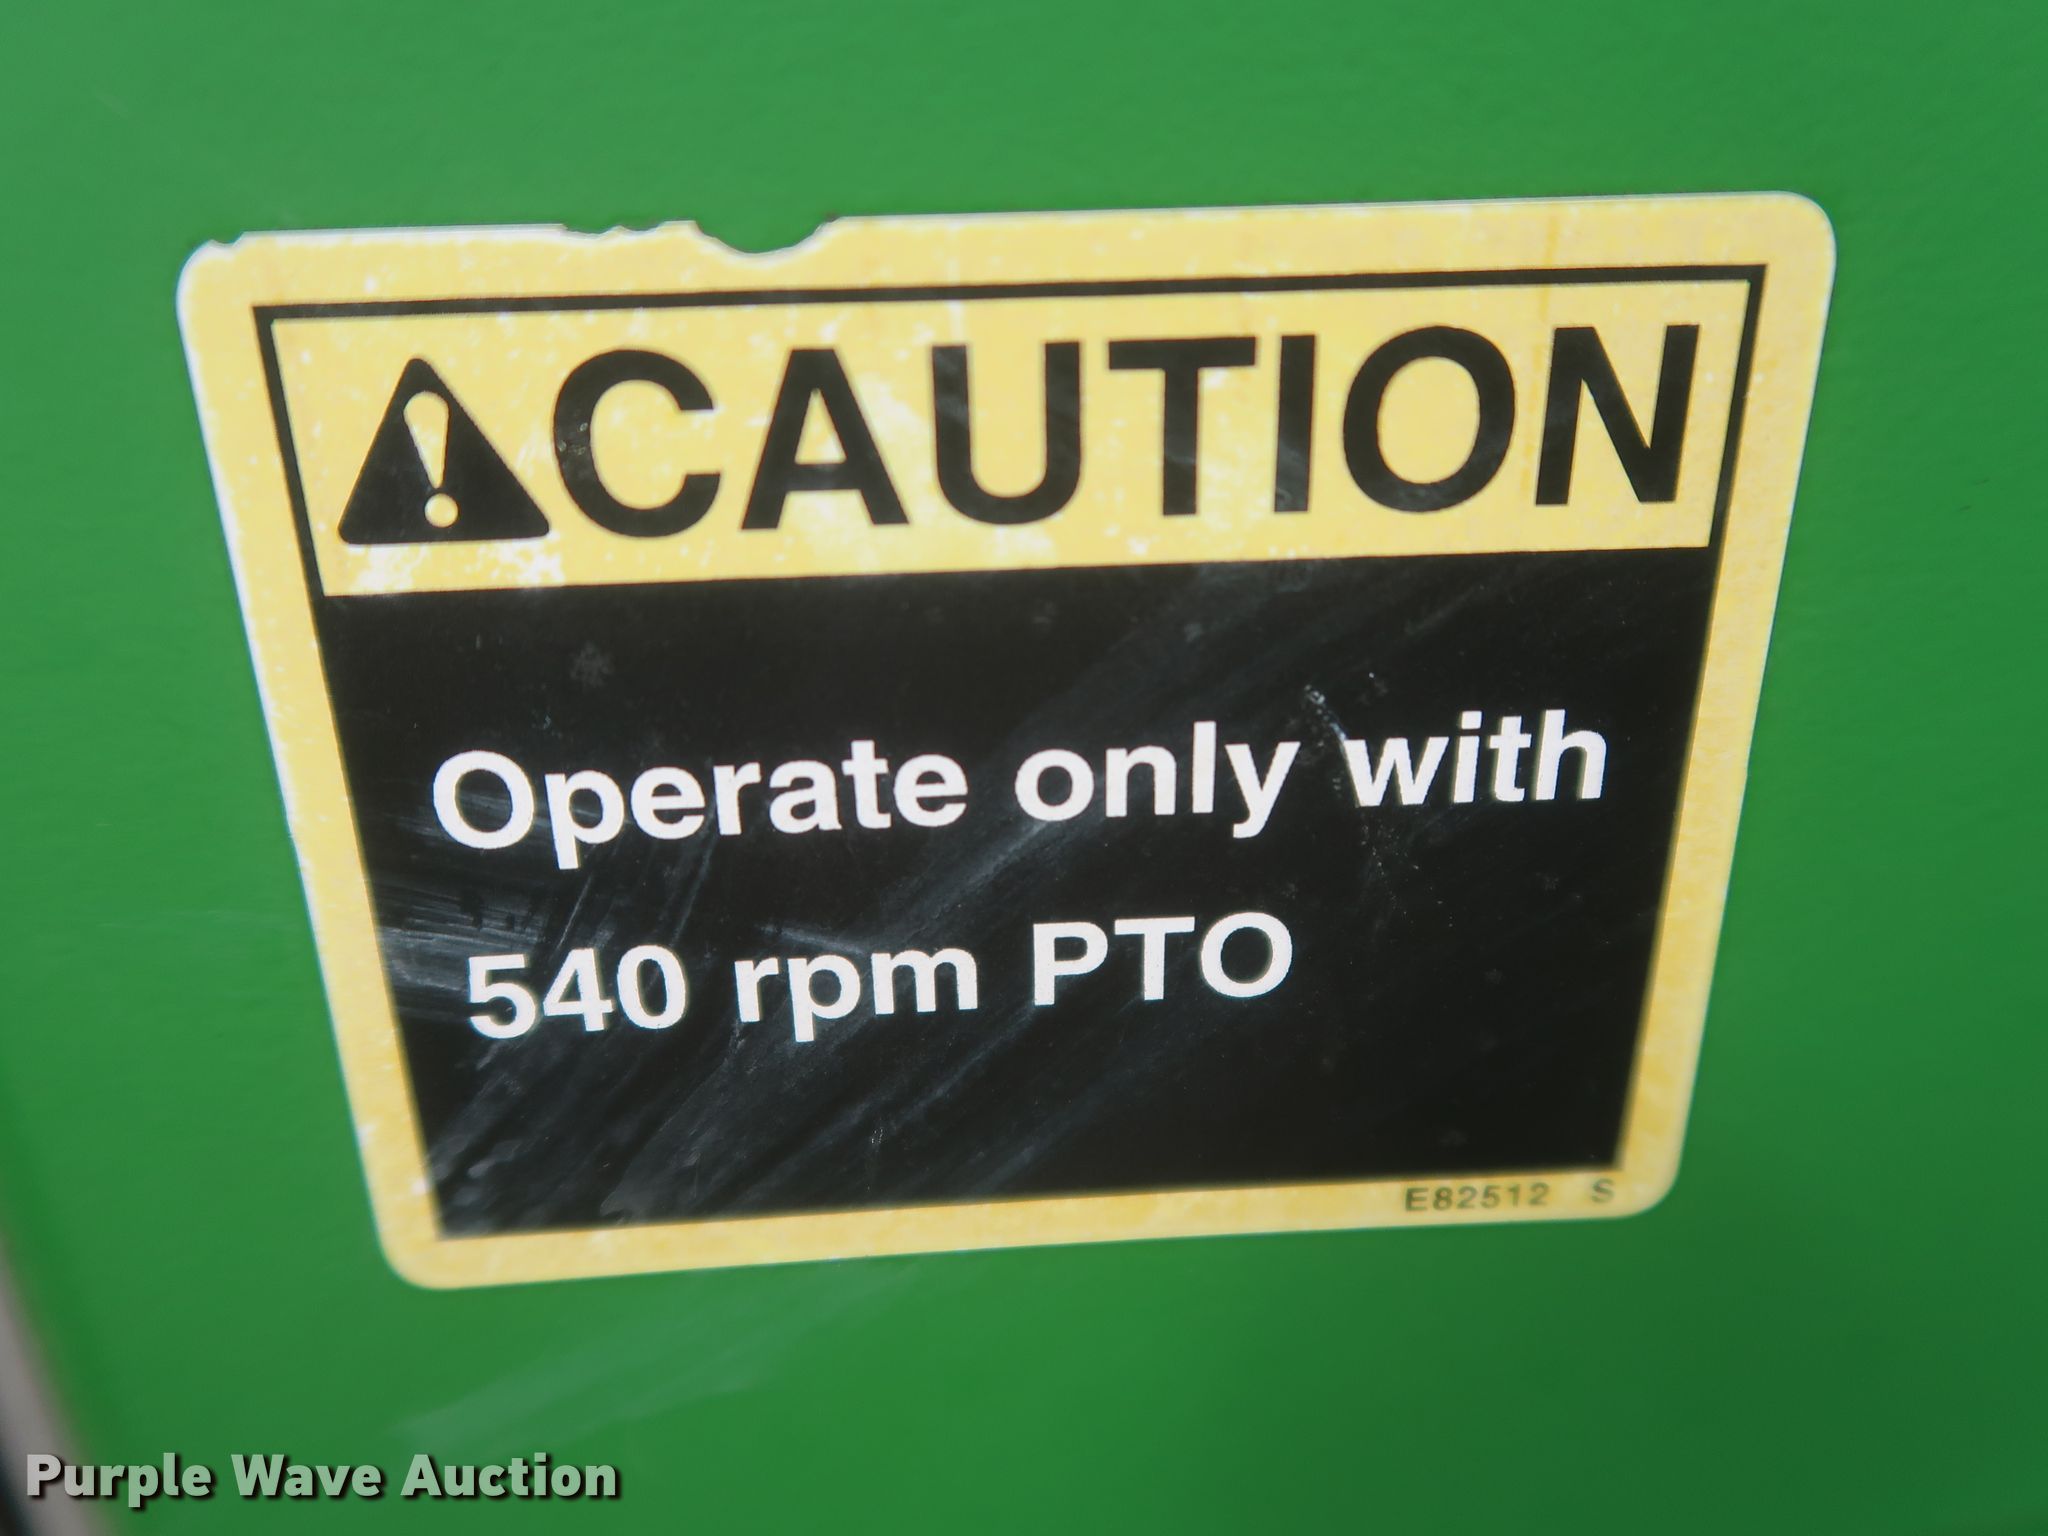 CAUTION
Operate only with
540 rpm PTO
E82512 S
Purple Wave Auction